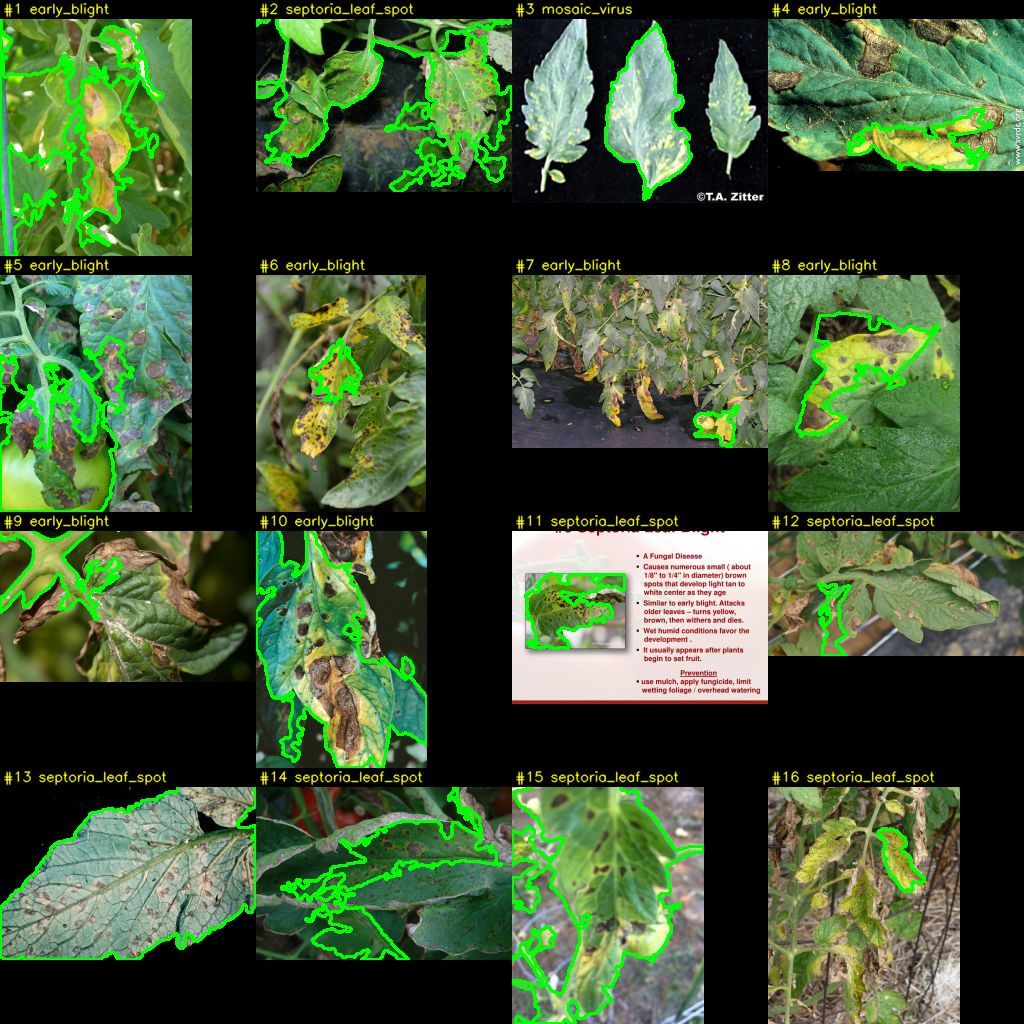 #1 early_blight
#2 septoria_leaf_spot
#3 mosaic_virus
#4 early_blight
©T.A. Zitter
#5 early_blight
#6 early_blight
#7 early_blight
#8 early_blight
#9 early_blight
#10 early_blight
#11 septoria_leaf_spot
#12 septoria_leaf_spot
• A Fungal Disease
• Causes numerous small ( about
1/8" to 1/4" in diameter) brown
spots that develop light tan to
white center as they age
• Similar to early blight. Attacks
older leaves – turns yellow,
brown, then withers and dies.
• Wet humid conditions favor the
development .
• It usually appears after plants
begin to set fruit.
Prevention
• use mulch, apply fungicide, limit
wetting foliage / overhead watering
#13 septoria_leaf_spot
#14 septoria_leaf_spot
#15 septoria_leaf_spot
#16 septoria_leaf_spot